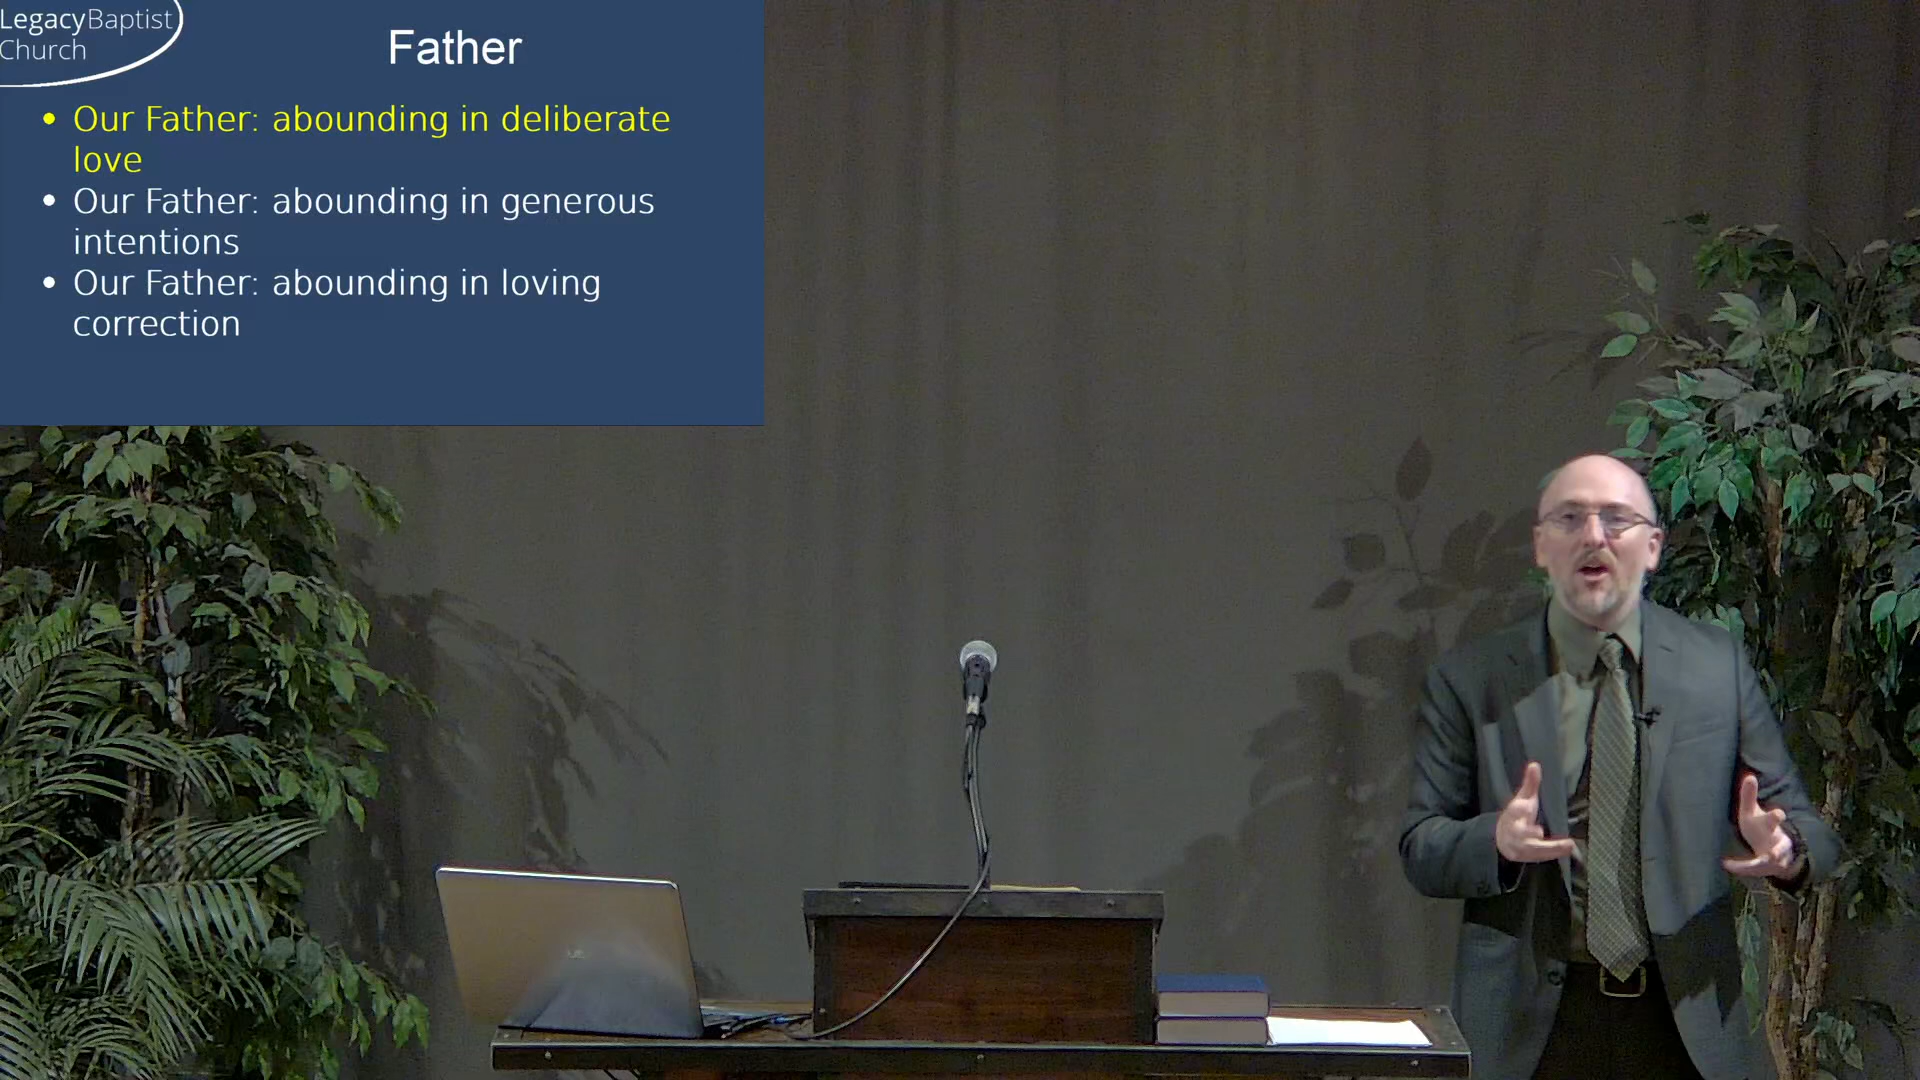 LegacyBaptist
Church
Father
• Our Father: abounding in deliberate
love
• Our Father: abounding in generous
intentions
• Our Father: abounding in loving
correction